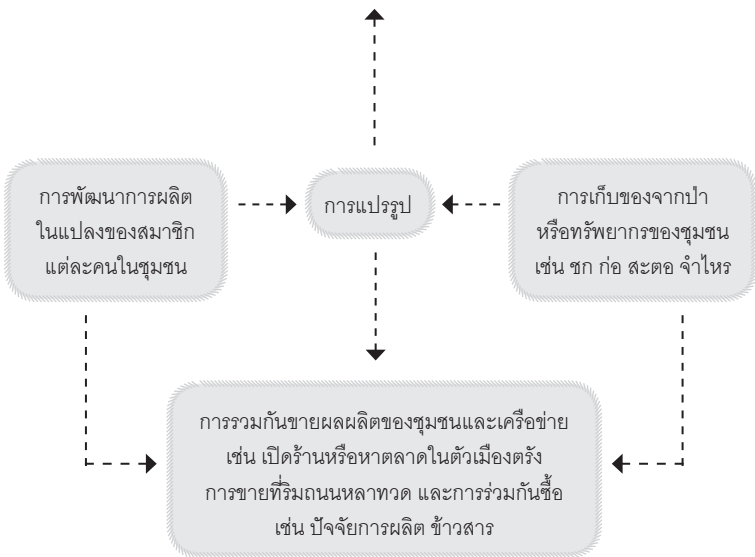 การพัฒนาการผลิต
ในแปลงของสมาชิก
แต่ละคนในชุมชน
การแปรรูป
การเก็บของจากป่า
หรือทรัพยากรของชุมชน
เช่น ชก ก่อ สะตอ จำไหร
การรวมกันขายผลผลิตของชุมชนและเครือข่าย
เช่น เปิดร้านหรือหาตลาดในตัวเมืองตรัง
การขายที่ริมถนนหลาทวด และการร่วมกันซื้อ
เช่น ปัจจัยการผลิต ข้าวสาร